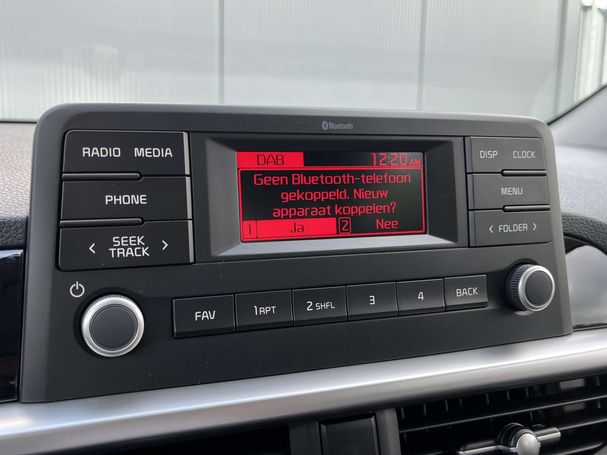 Bluetooth
RADIO MEDIA
PHONE
< SEEK >
TRACK
DAB 12:20 AM
Geen Bluetooth-telefoon
gekoppeld. Nieuw
apparaat koppelen?
1 Ja 2 Nee
DISP CLOCK
MENU
< FOLDER >
FAV 1 RPT 2 SHFL 3 4 BACK